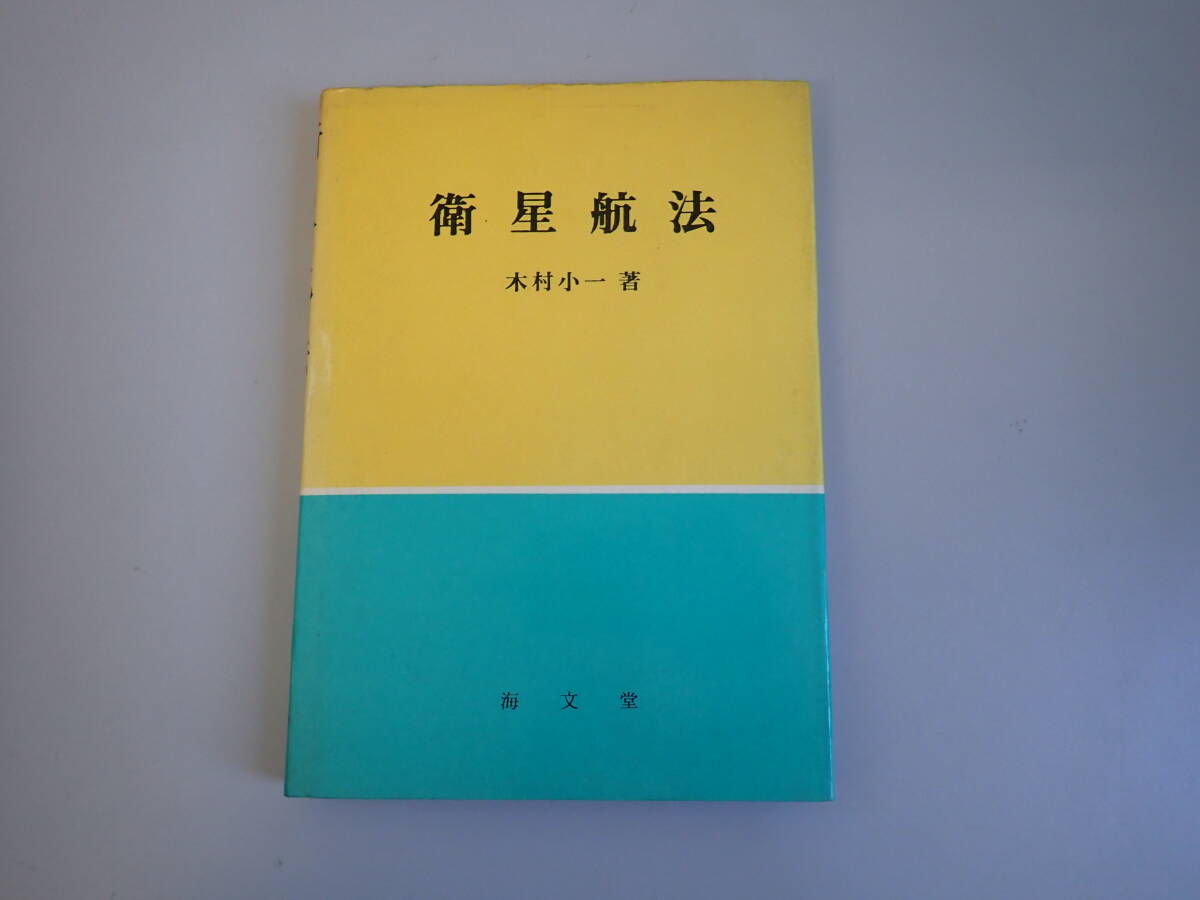 衛星航法
木村小一 著
海文堂